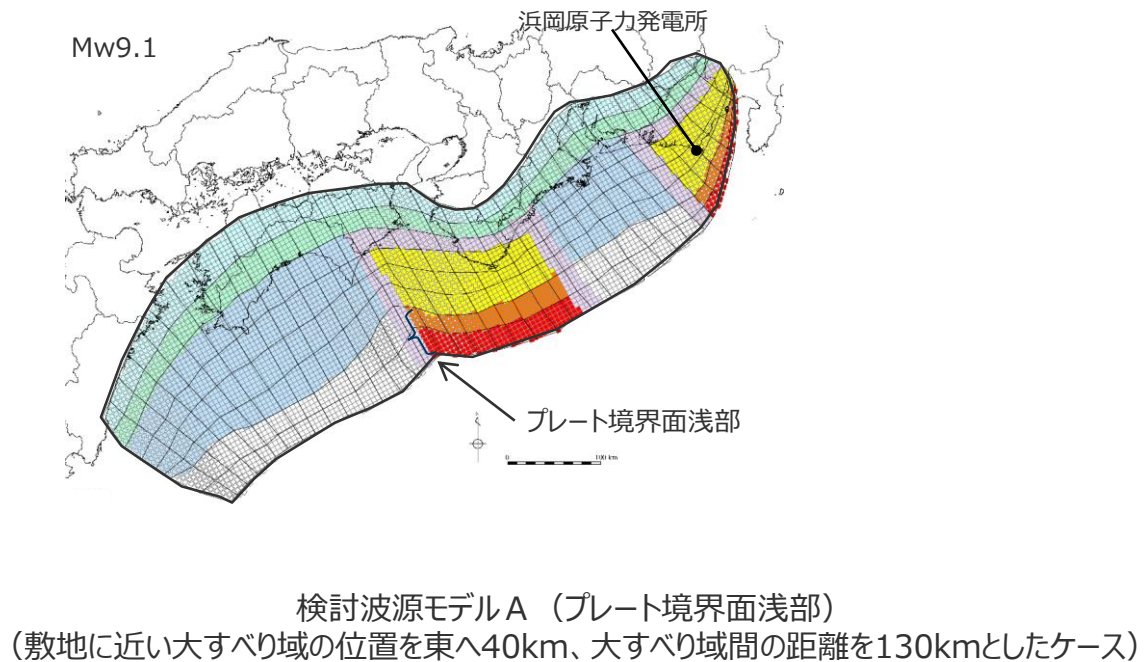 浜岡原子力発電所
Mw9.1
プレート境界面浅部
0 100 km
検討波源モデルA （プレート境界面浅部）
（敷地に近い大すべり域の位置を東へ40km、大すべり域間の距離を130kmとしたケース）